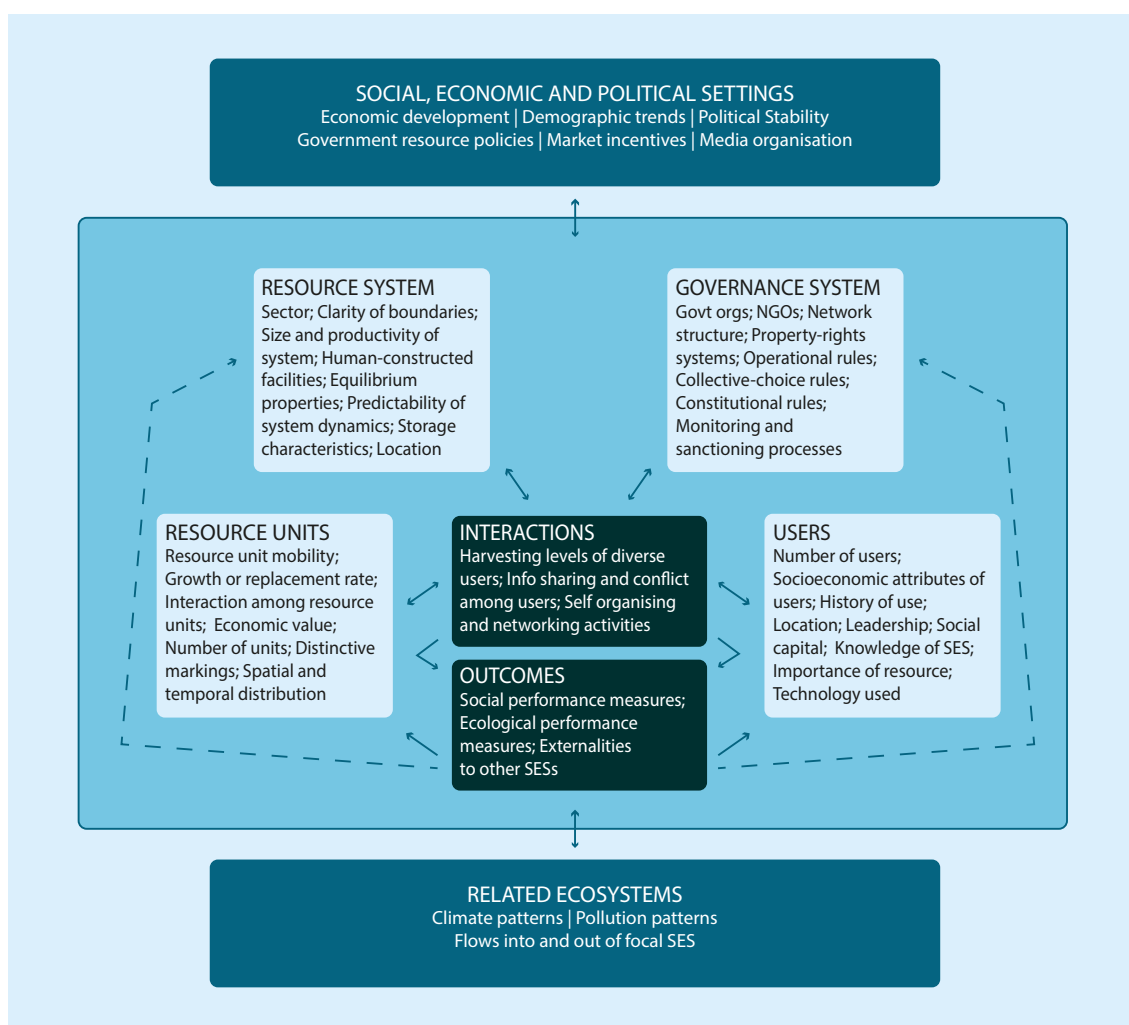 SOCIAL, ECONOMIC AND POLITICAL SETTINGS
Economic development | Demographic trends | Political Stability
Government resource policies | Market incentives | Media organisation
RESOURCE SYSTEM
Sector; Clarity of boundaries;
Size and productivity of
system; Human-constructed
facilities; Equilibrium
properties; Predictability of
system dynamics; Storage
characteristics; Location
GOVERNANCE SYSTEM
Govt orgs; NGOs; Network
structure; Property-rights
systems; Operational rules;
Collective-choice rules;
Constitutional rules;
Monitoring and
sanctioning processes
RESOURCE UNITS
Resource unit mobility;
Growth or replacement rate;
Interaction among resource
units; Economic value;
Number of units; Distinctive
markings; Spatial and
temporal distribution
INTERACTIONS
Harvesting levels of diverse
users; Info sharing and conflict
among users; Self organising
and networking activities
USERS
Number of users;
Socioeconomic attributes of
users; History of use;
Location; Leadership; Social
capital; Knowledge of SES;
Importance of resource;
Technology used
OUTCOMES
Social performance measures;
Ecological performance
measures; Externalities
to other SESs
RELATED ECOSYSTEMS
Climate patterns | Pollution patterns
Flows into and out of focal SES